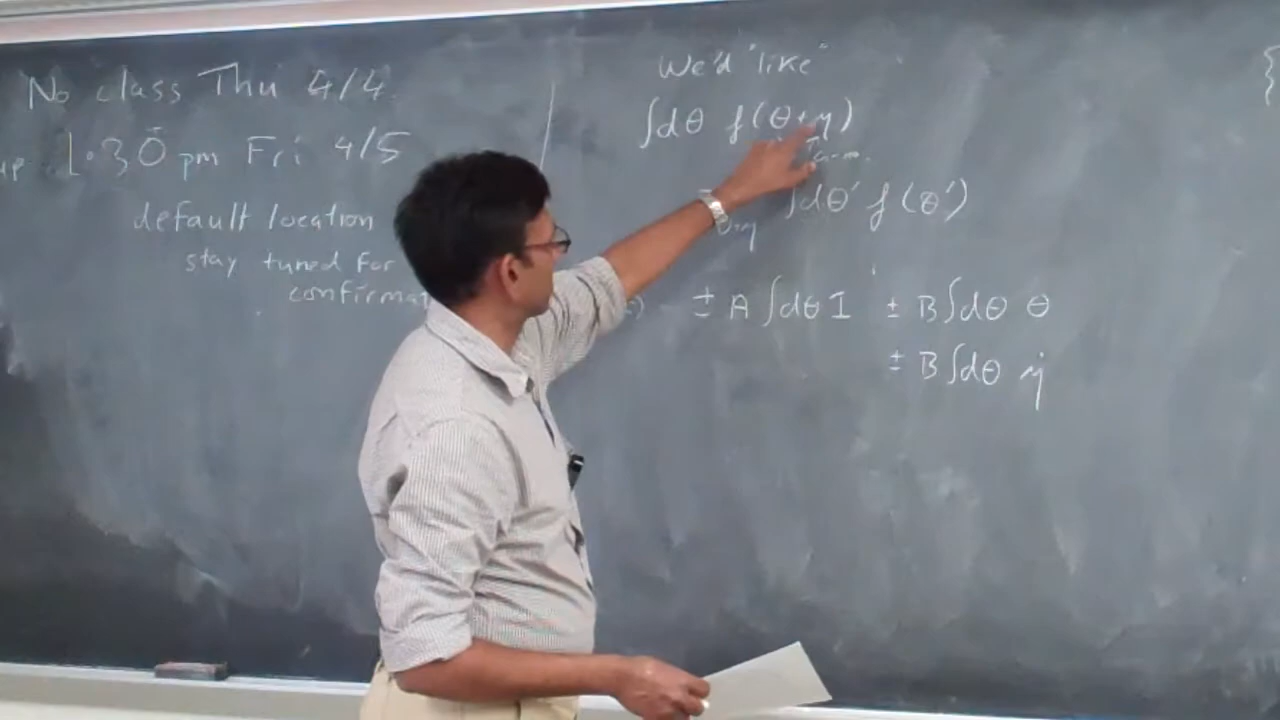 No class Thu 4/4
1:30 pm Fri 4/5
default location
stay tuned for
We'd "like"
∫dθ f(θ+η)
∫dθ' f(θ')
± A ∫dθ 1 ± B∫dθ θ
± B∫dθ η